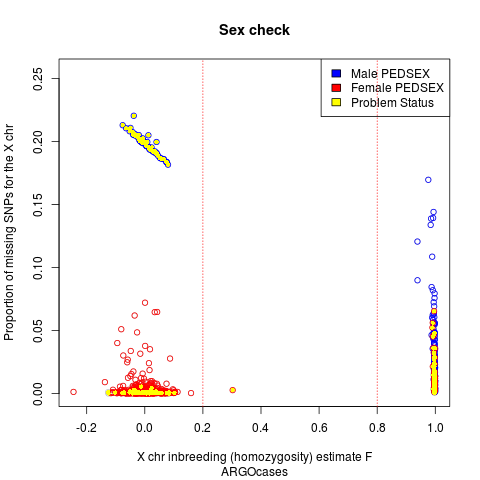 Sex check
Male PEDSEX
Female PEDSEX
Problem Status
Proportion of missing SNPs for the X chr
0.25
0.20
0.15
0.10
0.05
0.00
-0.2 0.0 0.2 0.4 0.6 0.8 1.0
X chr inbreeding (homozygosity) estimate F
ARGOcases